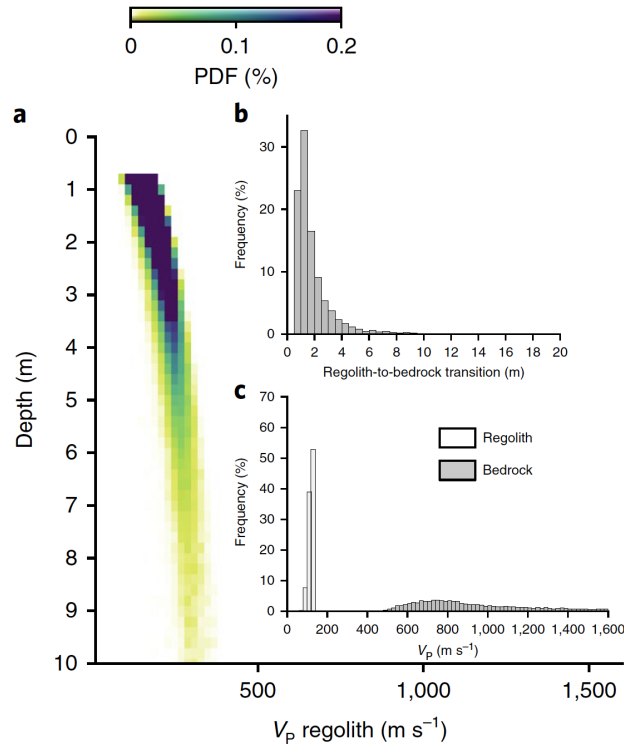 0
0.1
0.2
PDF (%)
a
0
1
2
3
4
5
6
7
8
9
10
Depth (m)
500
1,000
1,500
V_P regolith (m s⁻¹)
b
30
20
10
0
Frequency (%)
0 2 4 6 8 10 12 14 16 18 20
Regolith-to-bedrock transition (m)
c
70
60
50
40
30
20
10
0
Frequency (%)
Regolith
Bedrock
0 200 400 600 800 1,000 1,200 1,400 1,600
V_P (m s⁻¹)